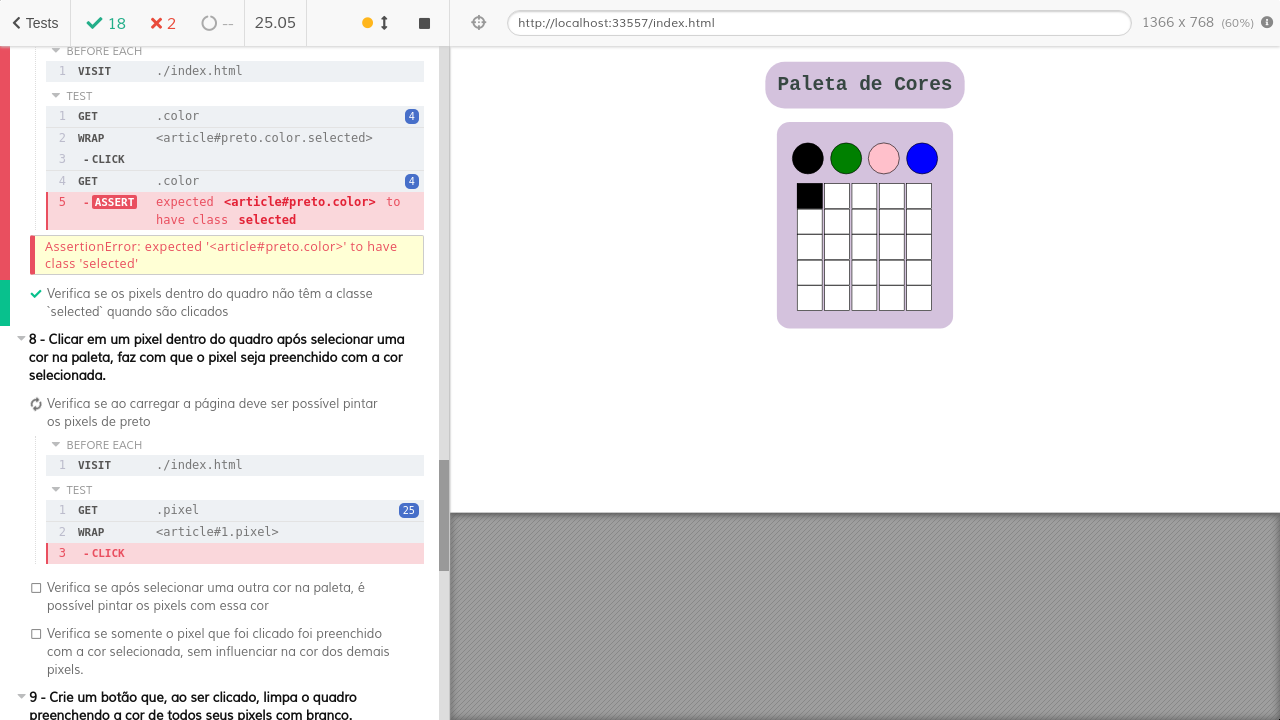 Tests
18
2
--
25.05
http://localhost:33557/index.html
1366 x 768 (60%)
BEFORE EACH
1 VISIT ./index.html
TEST
1 GET .color 4
2 WRAP <article#preto.color.selected>
3 -CLICK
4 GET .color 4
5 -ASSERT expected <article#preto.color> to
have class selected
AssertionError: expected '<article#preto.color>' to have
class 'selected'
Verifica se os pixels dentro do quadro não têm a classe
`selected` quando são clicados
8 - Clicar em um pixel dentro do quadro após selecionar uma
cor na paleta, faz com que o pixel seja preenchido com a cor
selecionada.
Verifica se ao carregar a página deve ser possível pintar
os pixels de preto
BEFORE EACH
1 VISIT ./index.html
TEST
1 GET .pixel 25
2 WRAP <article#1.pixel>
3 -CLICK
Verifica se após selecionar uma outra cor na paleta, é
possível pintar os pixels com essa cor
Verifica se somente o pixel que foi clicado foi preenchido
com a cor selecionada, sem influenciar na cor dos demais
pixels.
9 - Crie um botão que, ao ser clicado, limpa o quadro
preenchendo a cor de todos seus pixels com branco.
Paleta de Cores